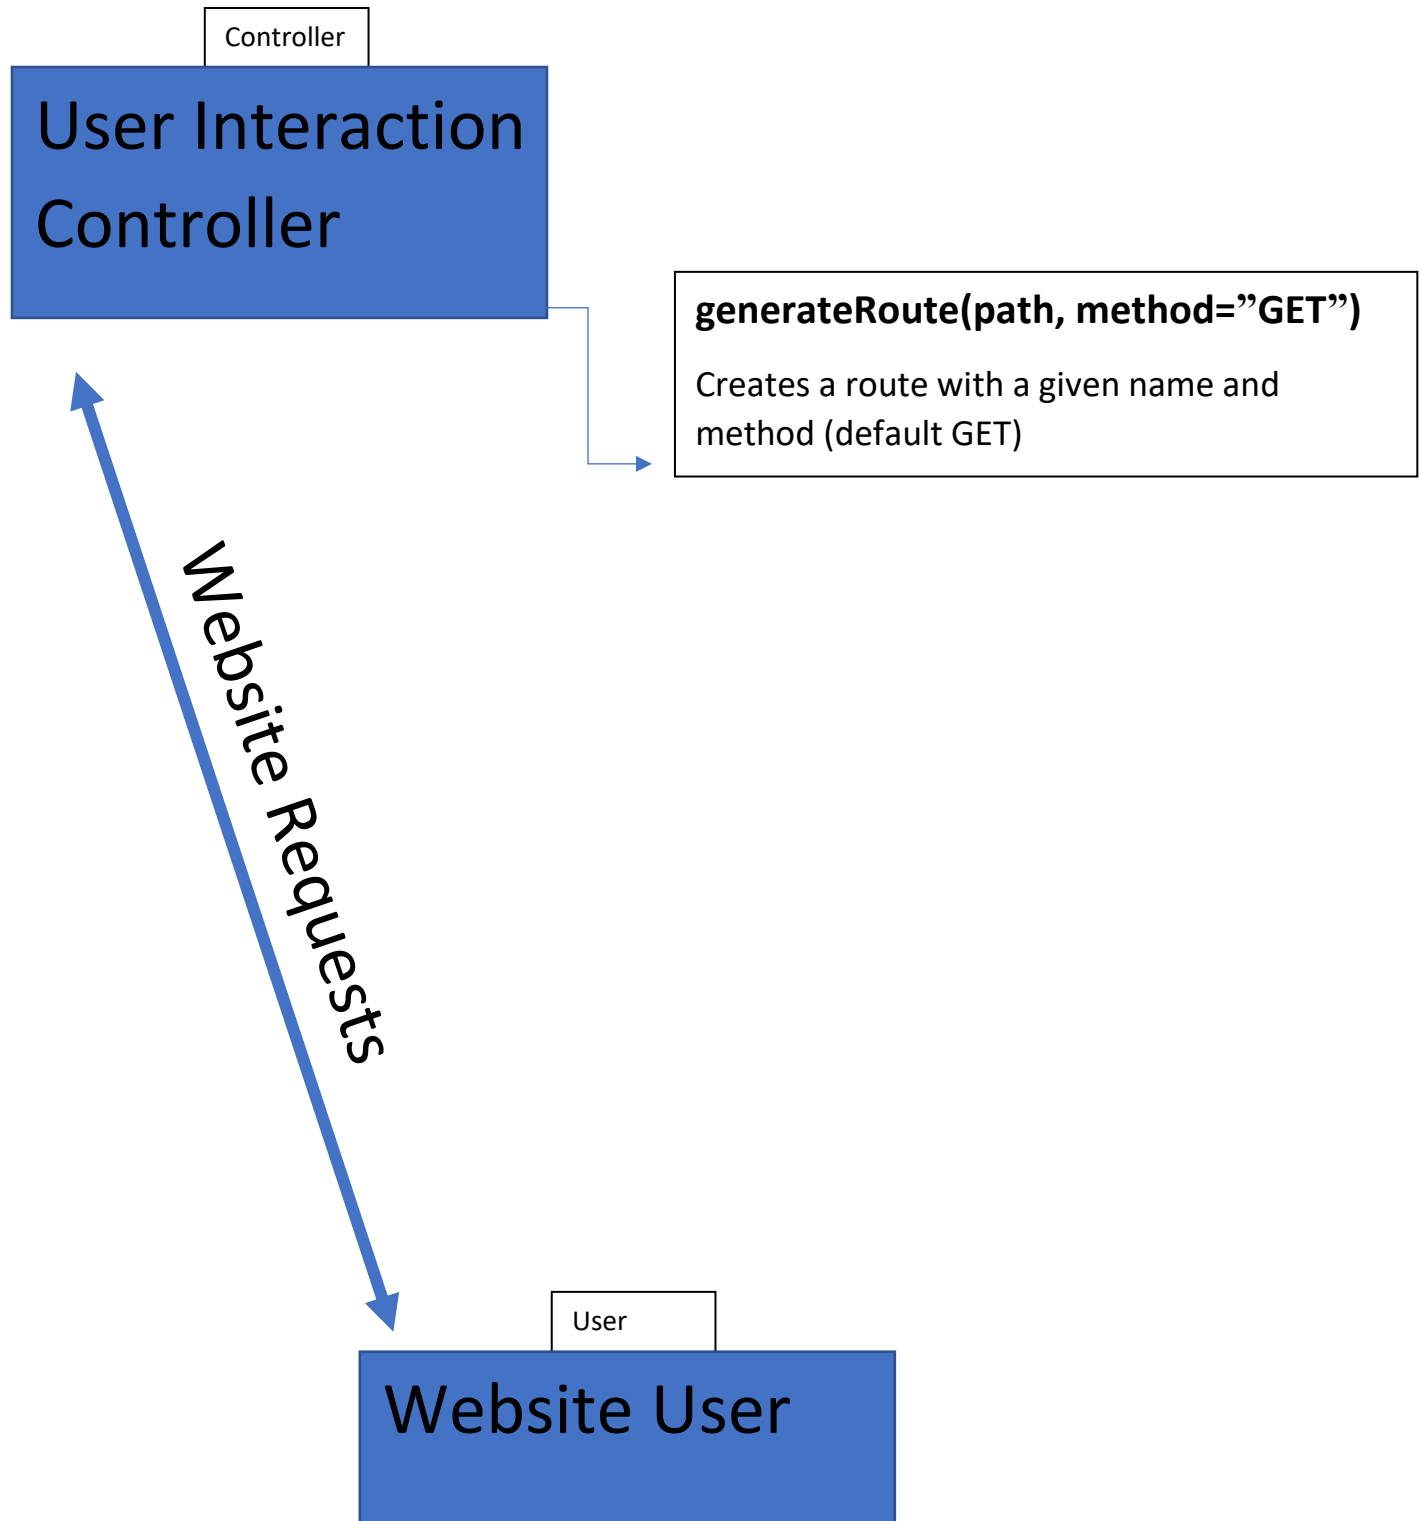 Controller
User Interaction
Controller
generateRoute(path, method=”GET”)
Creates a route with a given name and
method (default GET)
Website Requests
User
Website User